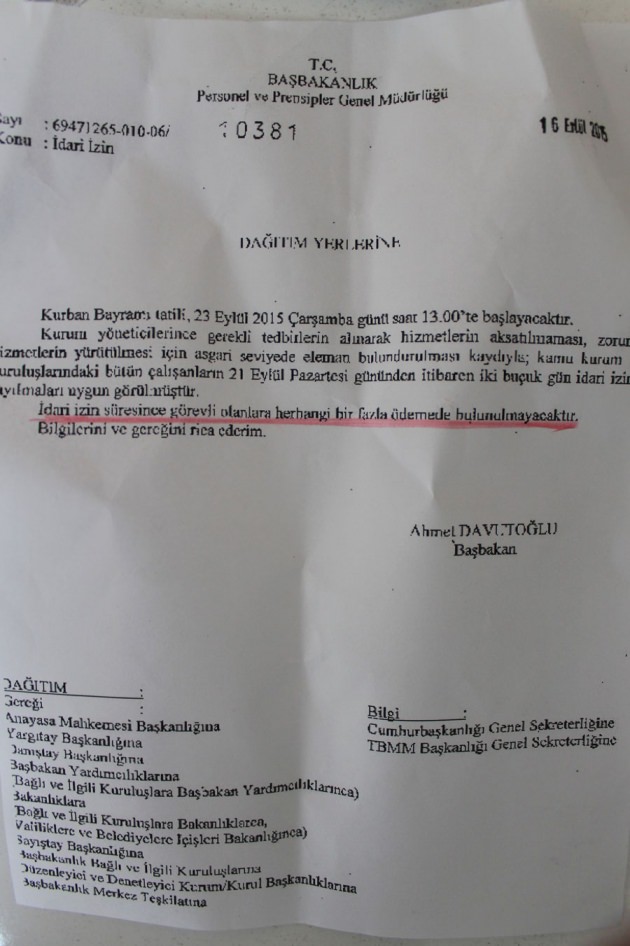 T.C.
BAŞBAKANLIK
Personel ve Prensipler Genel Müdürlüğü
Sayı : 69471265-010-06/ 10381 16 Eylül 2015
Konu : İdari İzin
DAĞITIM YERLERİNE
Kurban Bayramı tatili, 23 Eylül 2015 Çarşamba günü saat 13.00'te başlayacaktır.
Kurum yöneticilerince gerekli tedbirlerin alınarak hizmetlerin aksatılmaması, zorun
hizmetlerin yürütülmesi için asgari seviyede eleman bulundurulması kaydıyla; kamu kurum
kuruluşlarındaki bütün çalışanların 21 Eylül Pazartesi gününden itibaren iki buçuk gün idari izin
sayılmaları uygun görülmüştür.
İdari izin süresince görevli olanlara herhangi bir fazla ödemede bulunulmayacaktır.
Bilgilerini ve gereğini rica ederim.
Ahmet DAVUTOĞLU
Başbakan
DAĞITIM :
Gereği :
Anayasa Mahkemesi Başkanlığına
Yargıtay Başkanlığına
Danıştay Başkanlığına
Başbakan Yardımcılıklarına
(Bağlı ve İlgili Kuruluşlara Başbakan Yardımcılıklarınca)
Bakanlıklara
(Bağlı ve İlgili Kuruluşlara Bakanlıklarca,
Valiliklere ve Belediyelere İçişleri Bakanlığınca)
Sayıştay Başkanlığına
Başbakanlık Bağlı ve İlgili Kuruluşlarına
Düzenleyici ve Denetleyici Kurum/Kurul Başkanlıklarına
Başbakanlık Merkez Teşkilatına
Bilgi :
Cumhurbaşkanlığı Genel Sekreterliğine
TBMM Başkanlığı Genel Sekreterliğine